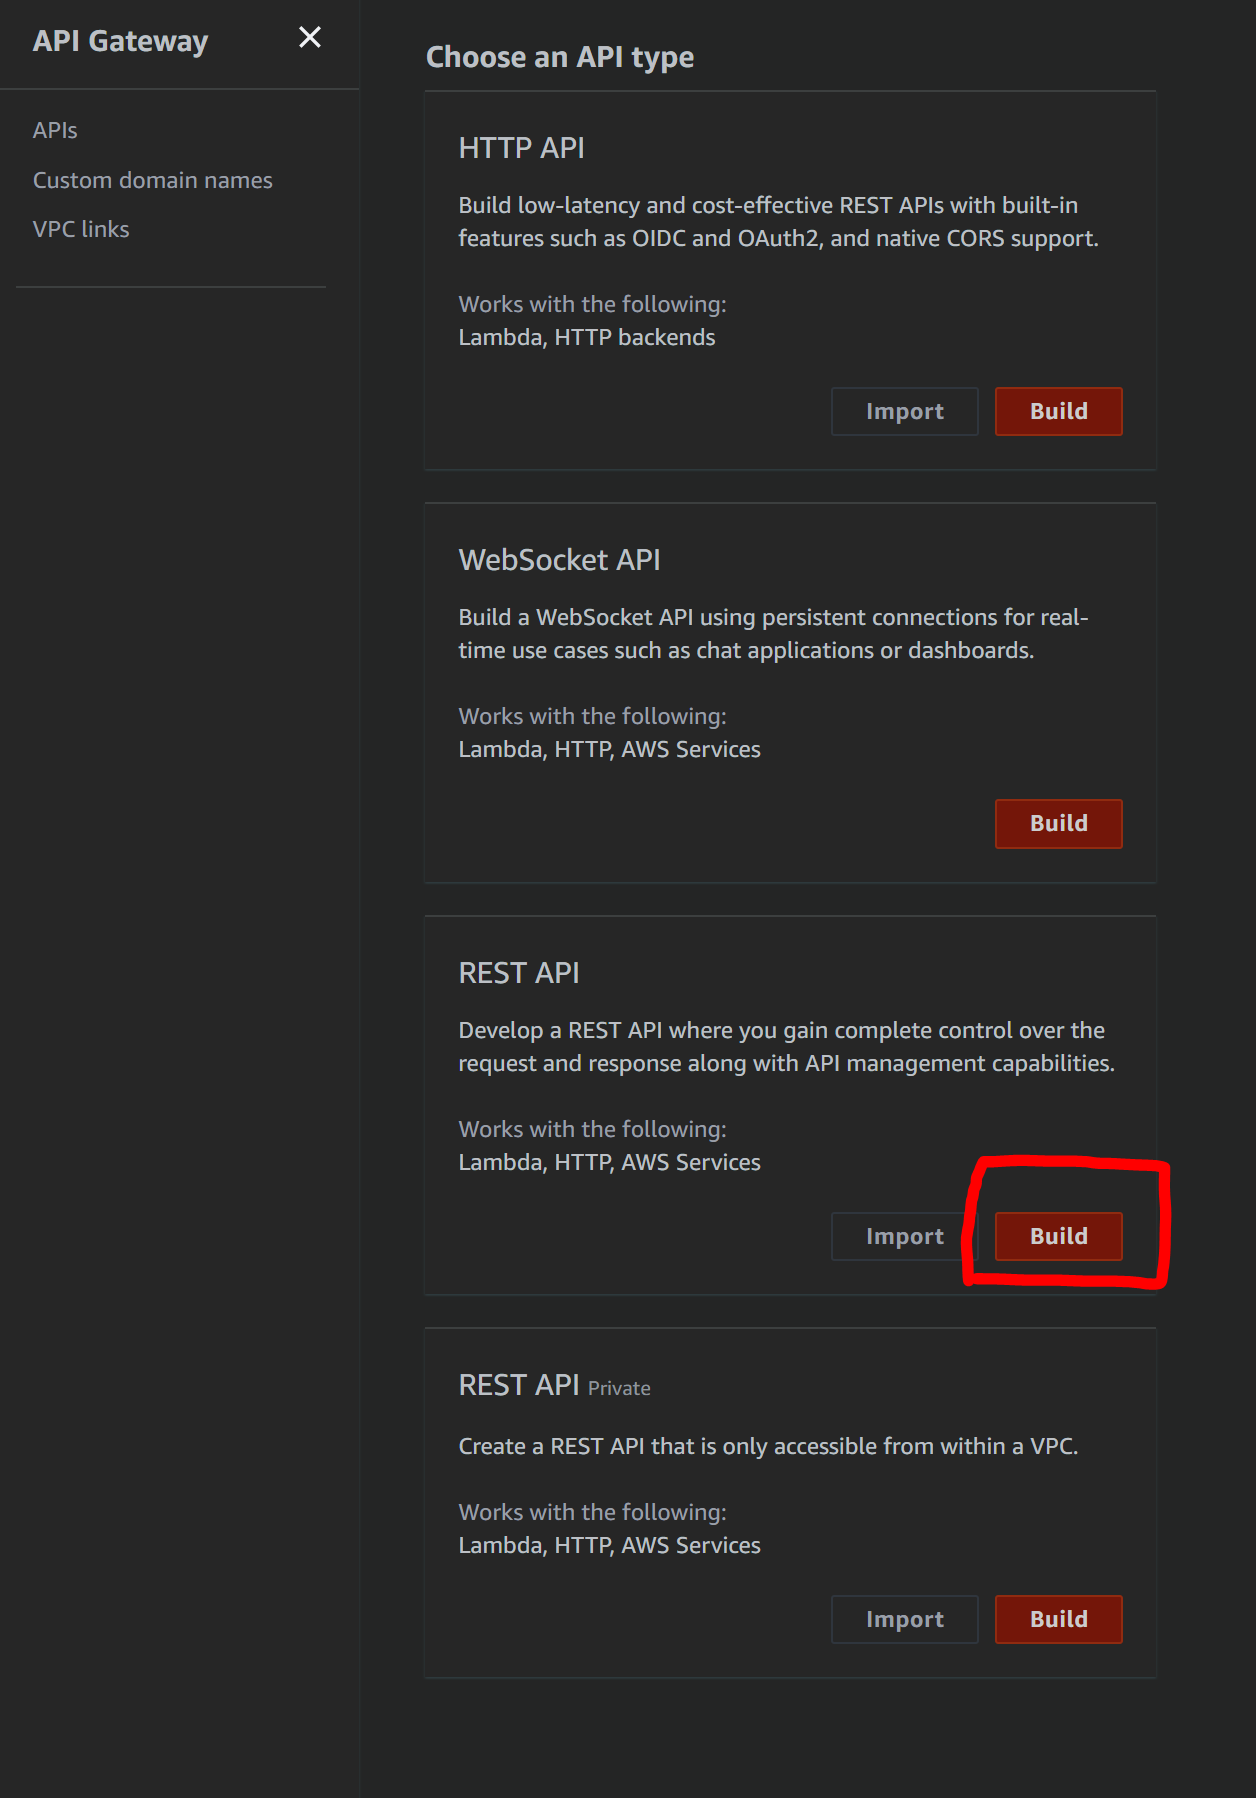 API Gateway
APIs
Custom domain names
VPC links
Choose an API type
HTTP API
Build low-latency and cost-effective REST APIs with built-in
features such as OIDC and OAuth2, and native CORS support.
Works with the following:
Lambda, HTTP backends
Import Build
WebSocket API
Build a WebSocket API using persistent connections for real-
time use cases such as chat applications or dashboards.
Works with the following:
Lambda, HTTP, AWS Services
Build
REST API
Develop a REST API where you gain complete control over the
request and response along with API management capabilities.
Works with the following:
Lambda, HTTP, AWS Services
Import Build
REST API Private
Create a REST API that is only accessible from within a VPC.
Works with the following:
Lambda, HTTP, AWS Services
Import Build